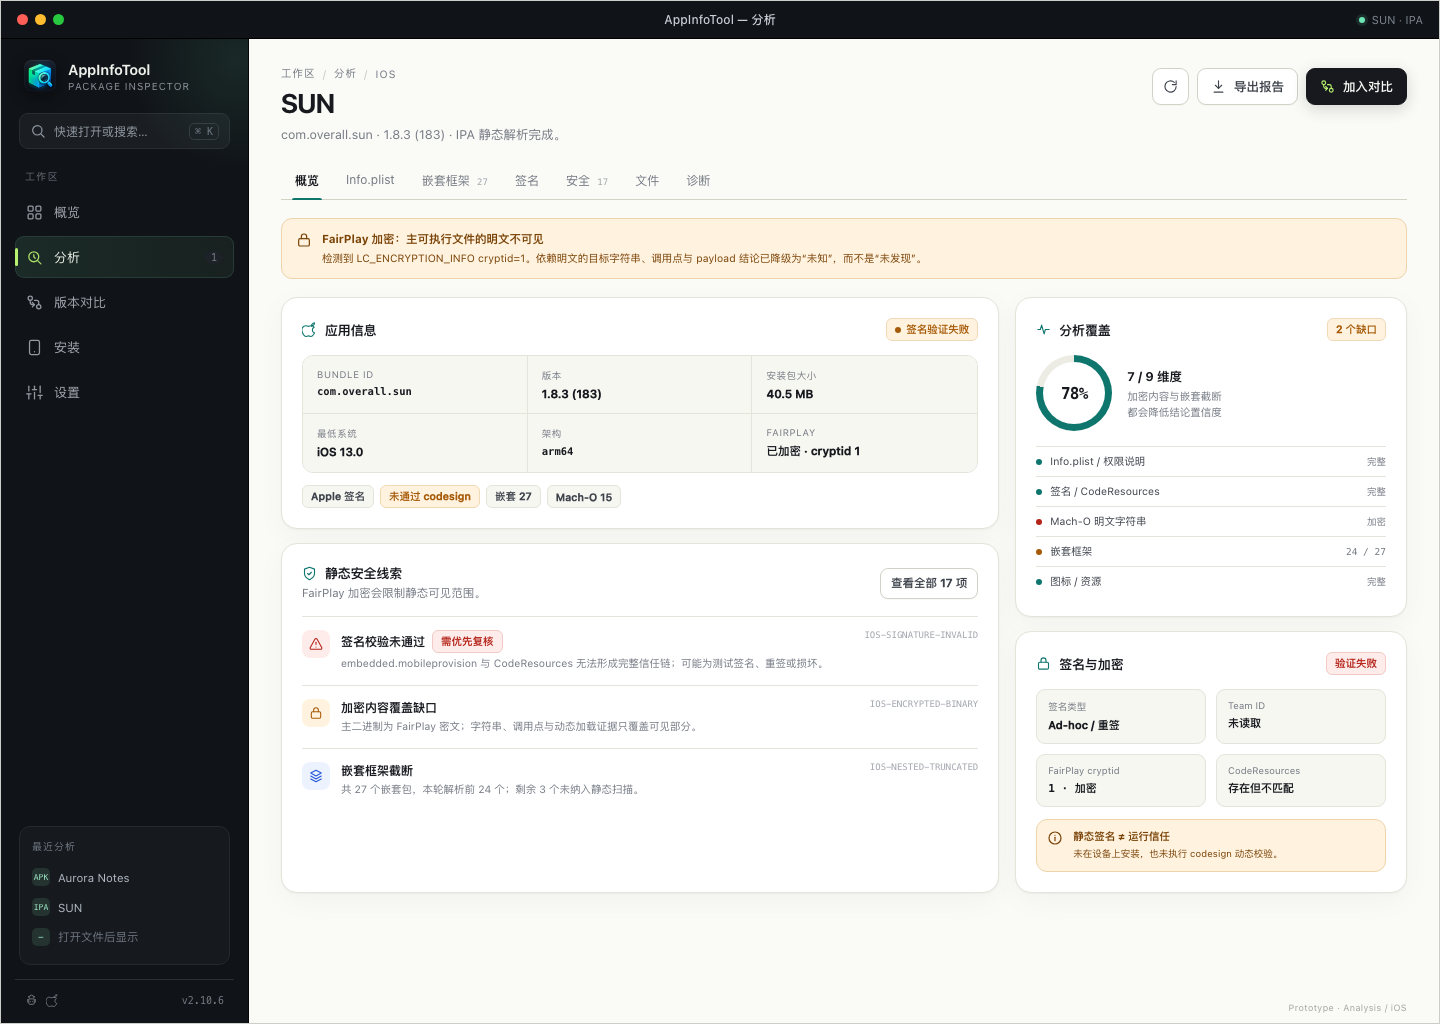 AppInfoTool — 分析
SUN · IPA
AppInfoTool
PACKAGE INSPECTOR
快速打开或搜索...
⌘ K
工作区
概览
分析
1
版本对比
安装
设置
最近分析
APK Aurora Notes
IPA SUN
– 打开文件后显示
v2.10.6
工作区 / 分析 / IOS
SUN
com.overall.sun · 1.8.3 (183) · IPA 静态解析完成。
导出报告
加入对比
概览
Info.plist
嵌套框架 27
签名
安全 17
文件
诊断
FairPlay 加密：主可执行文件的明文不可见
检测到 LC_ENCRYPTION_INFO cryptid=1。依赖明文的目标字符串、调用点与 payload 结论已降级为“未知”，而不是“未发现”。
应用信息
签名验证失败
BUNDLE ID
com.overall.sun
版本
1.8.3 (183)
安装包大小
40.5 MB
最低系统
iOS 13.0
架构
arm64
FAIRPLAY
已加密 · cryptid 1
Apple 签名
未通过 codesign
嵌套 27
Mach-O 15
静态安全线索
FairPlay 加密会限制静态可见范围。
查看全部 17 项
签名校验未通过
需优先复核
IOS-SIGNATURE-INVALID
embedded.mobileprovision 与 CodeResources 无法形成完整信任链；可能为测试签名、重签或损坏。
加密内容覆盖缺口
IOS-ENCRYPTED-BINARY
主二进制为 FairPlay 密文；字符串、调用点与动态加载证据只覆盖可见部分。
嵌套框架截断
IOS-NESTED-TRUNCATED
共 27 个嵌套包，本轮解析前 24 个；剩余 3 个未纳入静态扫描。
分析覆盖
2 个缺口
78%
7 / 9 维度
加密内容与嵌套截断
都会降低结论置信度
Info.plist / 权限说明
完整
签名 / CodeResources
完整
Mach-O 明文字符串
加密
嵌套框架
24 / 27
图标 / 资源
完整
签名与加密
验证失败
签名类型
Ad-hoc / 重签
Team ID
未读取
FairPlay cryptid
1 · 加密
CodeResources
存在但不匹配
静态签名 ≠ 运行信任
未在设备上安装，也未执行 codesign 动态校验。
Prototype · Analysis / iOS